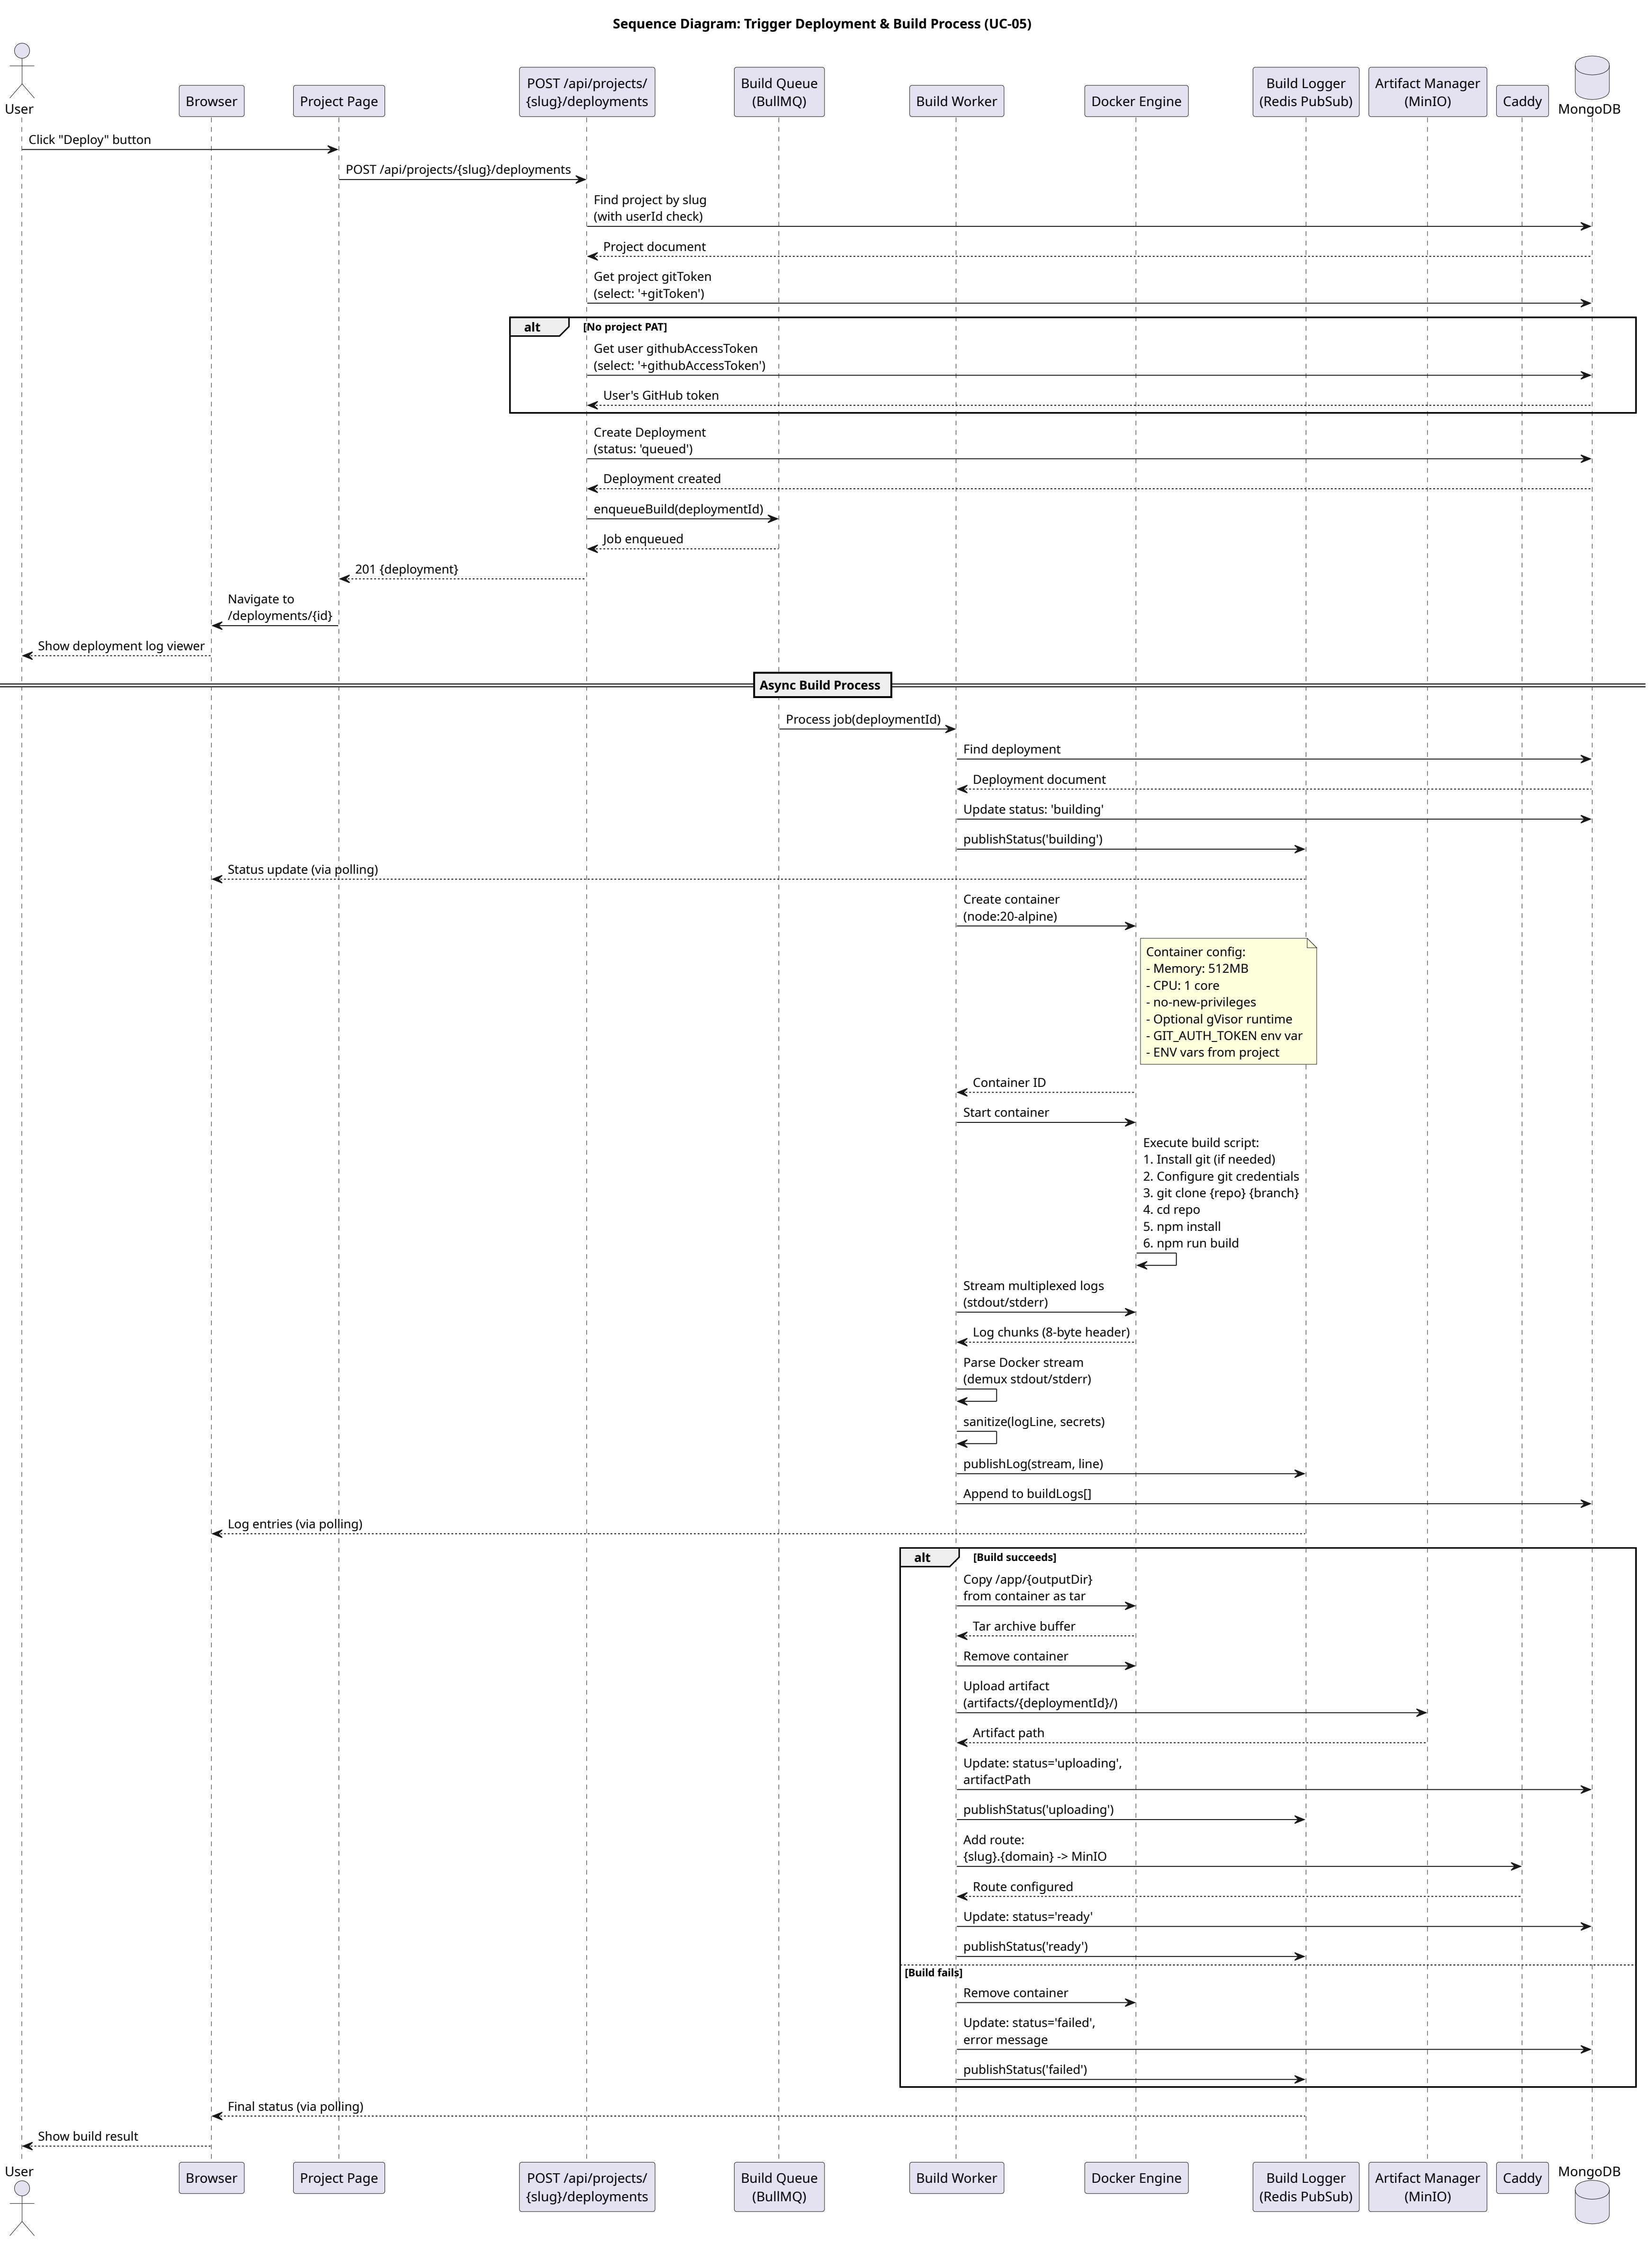 Sequence Diagram: Trigger Deployment & Build Process (UC-05)
User
Browser
Project Page
POST /api/projects/
{slug}/deployments
Build Queue
(BullMQ)
Build Worker
Docker Engine
Build Logger
(Redis PubSub)
Artifact Manager
(MinIO)
Caddy
MongoDB
Click "Deploy" button
POST /api/projects/{slug}/deployments
Find project by slug
(with userId check)
Project document
Get project gitToken
(select: '+gitToken')
alt [No project PAT]
Get user githubAccessToken
(select: '+githubAccessToken')
User's GitHub token
Create Deployment
(status: 'queued')
Deployment created
enqueueBuild(deploymentId)
Job enqueued
201 {deployment}
Navigate to
/deployments/{id}
Show deployment log viewer
Async Build Process
Process job(deploymentId)
Find deployment
Deployment document
Update status: 'building'
publishStatus('building')
Status update (via polling)
Create container
(node:20-alpine)
Container config:
- Memory: 512MB
- CPU: 1 core
- no-new-privileges
- Optional gVisor runtime
- GIT_AUTH_TOKEN env var
- ENV vars from project
Container ID
Start container
Execute build script:
1. Install git (if needed)
2. Configure git credentials
3. git clone {repo} {branch}
4. cd repo
5. npm install
6. npm run build
Stream multiplexed logs
(stdout/stderr)
Log chunks (8-byte header)
Parse Docker stream
(demux stdout/stderr)
sanitize(logLine, secrets)
publishLog(stream, line)
Append to buildLogs[]
Log entries (via polling)
alt [Build succeeds]
Copy /app/{outputDir}
from container as tar
Tar archive buffer
Remove container
Upload artifact
(artifacts/{deploymentId}/)
Artifact path
Update: status='uploading',
artifactPath
publishStatus('uploading')
Add route:
{slug}.{domain} -> MinIO
Route configured
Update: status='ready'
publishStatus('ready')
[Build fails]
Remove container
Update: status='failed',
error message
publishStatus('failed')
Final status (via polling)
Show build result
User
Browser
Project Page
POST /api/projects/
{slug}/deployments
Build Queue
(BullMQ)
Build Worker
Docker Engine
Build Logger
(Redis PubSub)
Artifact Manager
(MinIO)
Caddy
MongoDB